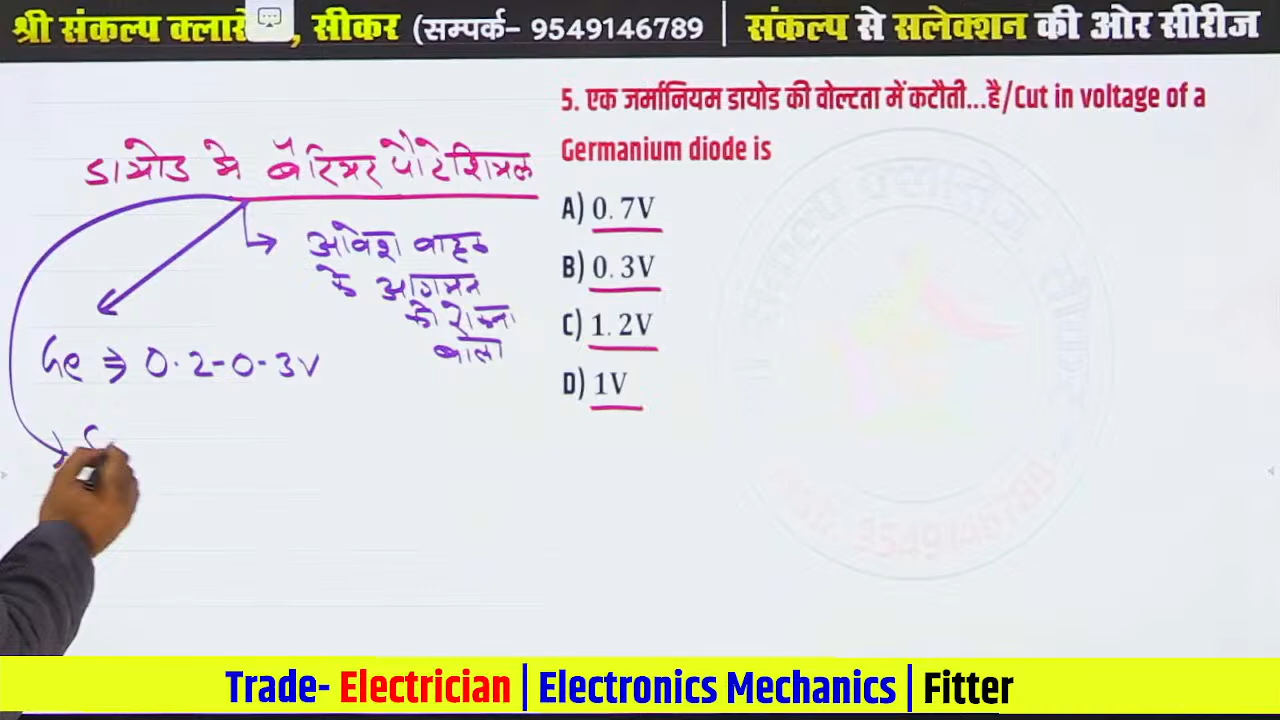 श्री संकल्प क्लासे, सीकर (सम्पर्क– 9549146789 | संकल्प से सलेक्शन की ओर सीरीज
डायोड मे बॅरियर पौटेशियल
आवेश वाहक
के आगमन
को रोकना
वाला
Ge ⇒ 0.2-0.3V
5. एक जर्मानियम डायोड की वोल्टता में कटौती...है/Cut in voltage of a
Germanium diode is
A) 0.7V
B) 0.3V
C) 1.2V
D) 1V
Trade- Electrician | Electronics Mechanics | Fitter